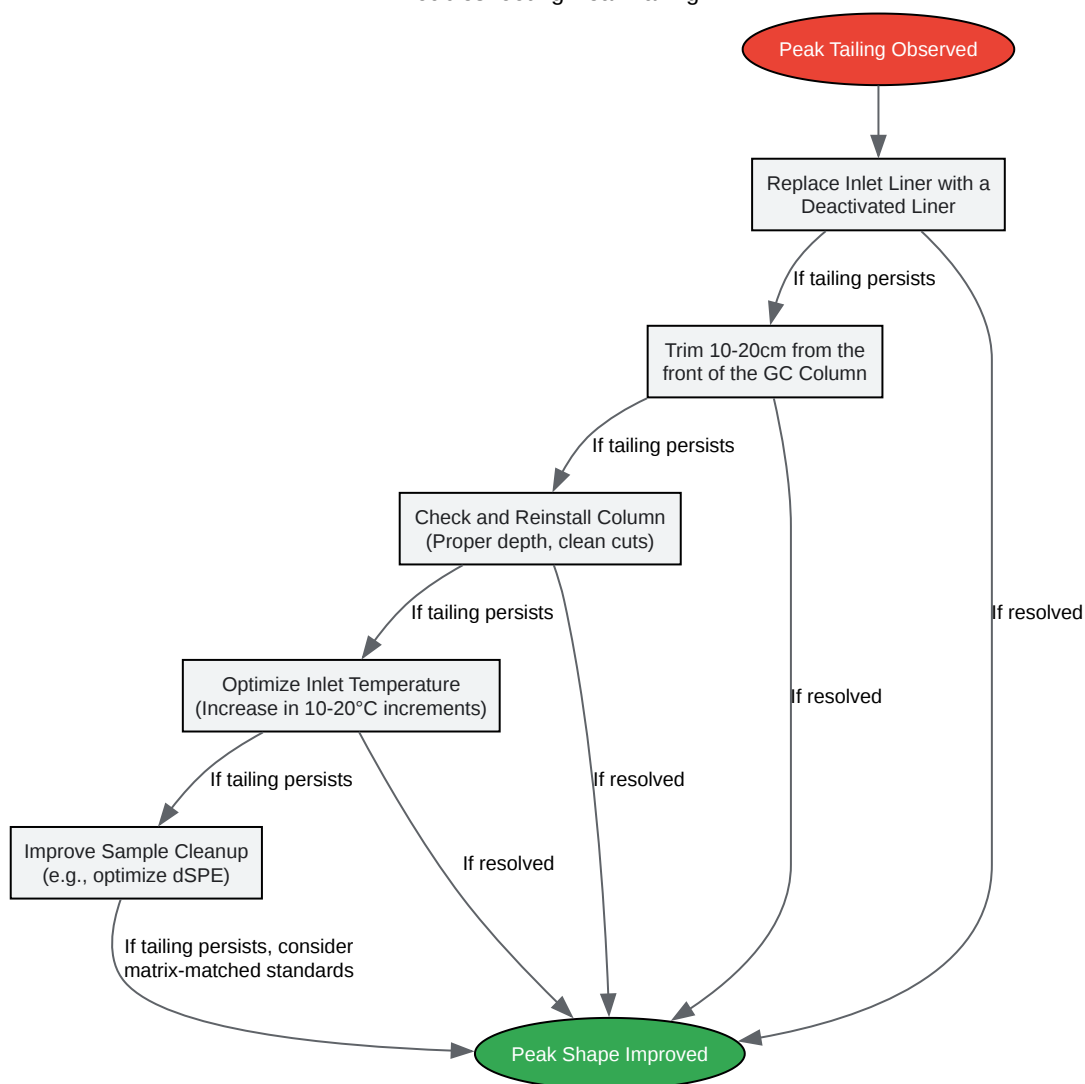 Peak Tailing Observed
Replace Inlet Liner with a
Deactivated Liner
If tailing persists
Trim 10-20cm from the
front of the GC Column
If tailing persists
Check and Reinstall Column
(Proper depth, clean cuts)
If tailing persists
If resolved
Optimize Inlet Temperature
(Increase in 10-20°C increments)
If resolved
If tailing persists
If resolved
Improve Sample Cleanup
(e.g., optimize dSPE)
If resolved
If tailing persists, consider
matrix-matched standards
Peak Shape Improved